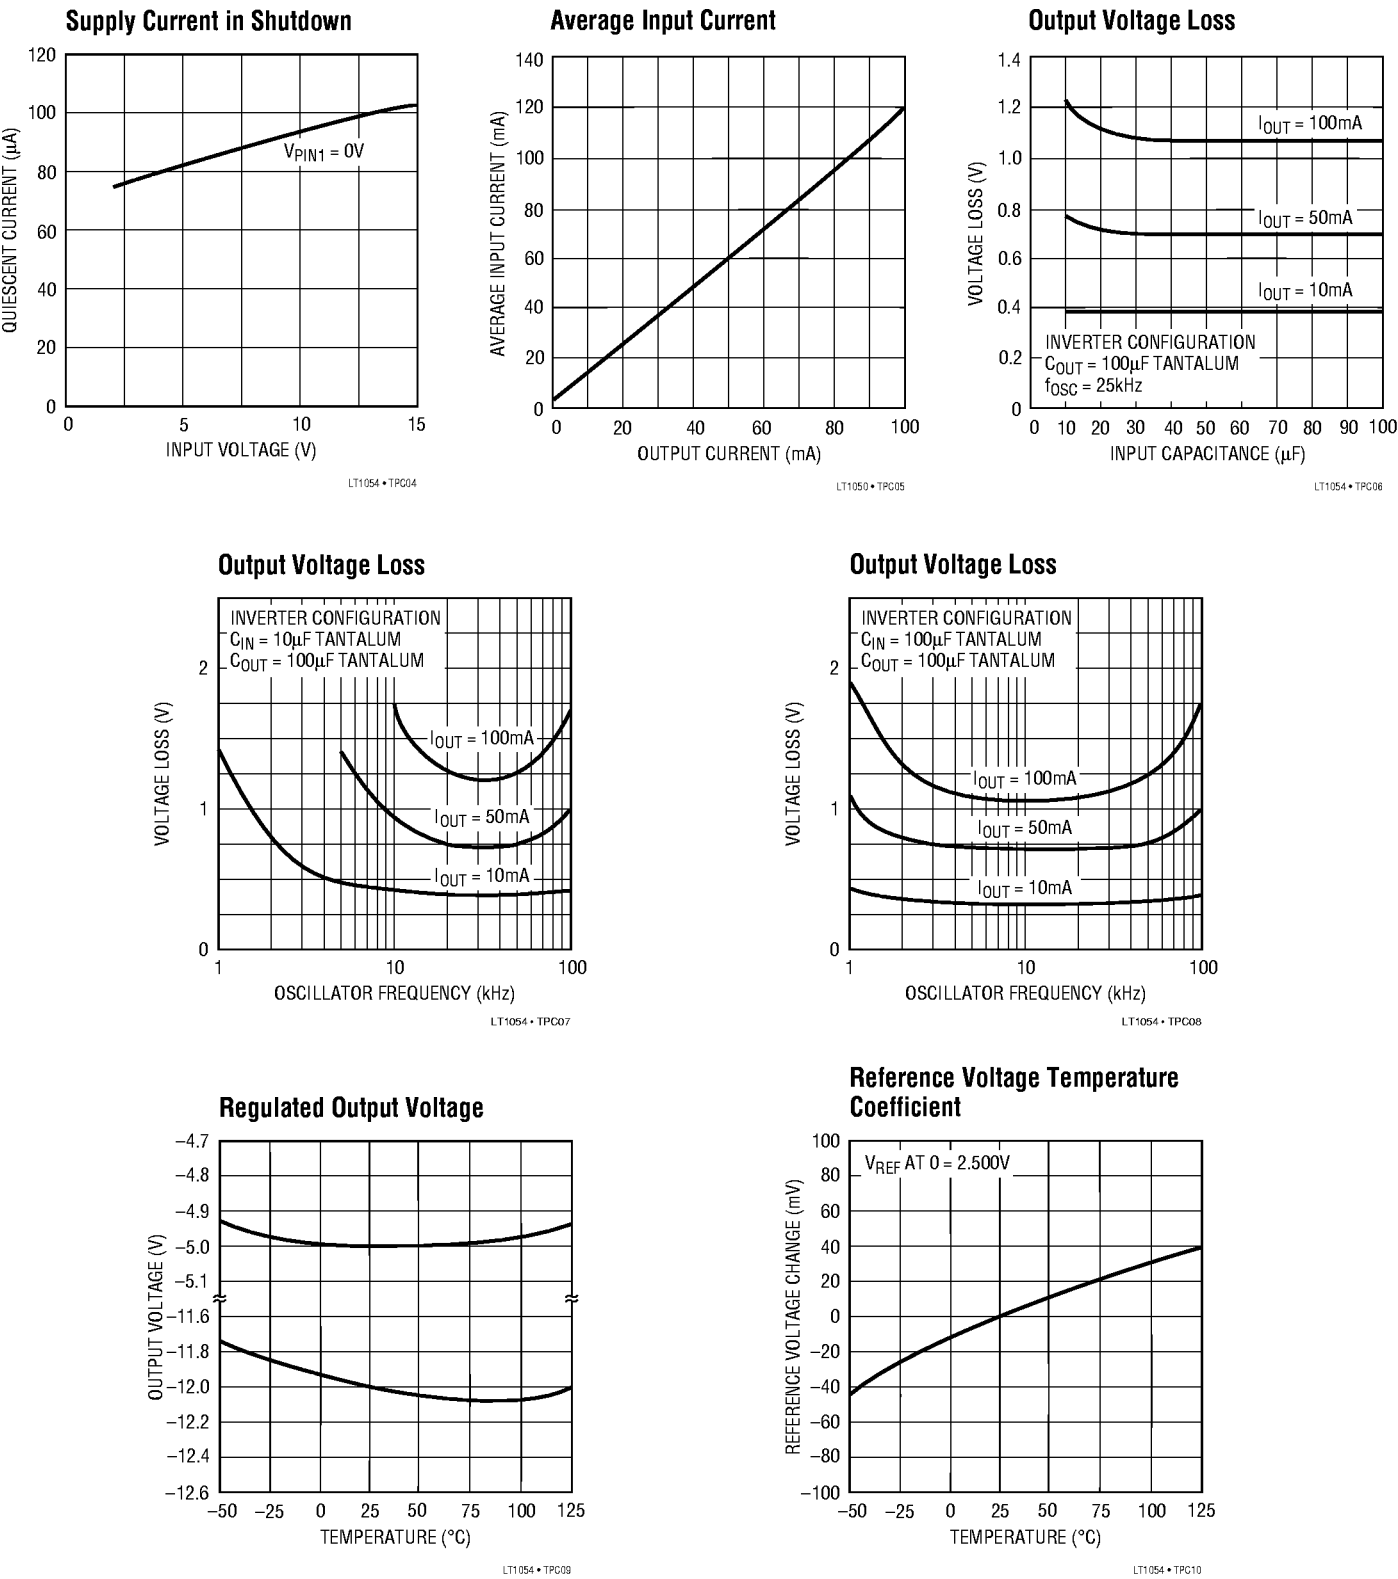 Supply Current in Shutdown
120
100
80
60
40
20
0
QUIESCENT CURRENT (µA)
VPIN1 = 0V
0 5 10 15
INPUT VOLTAGE (V)
LT1054 • TPC04
Average Input Current
140
120
100
80
60
40
20
0
AVERAGE INPUT CURRENT (mA)
0 20 40 60 80 100
OUTPUT CURRENT (mA)
LT1050 • TPC05
Output Voltage Loss
1.4
1.2
1.0
0.8
0.6
0.4
0.2
0
VOLTAGE LOSS (V)
IOUT = 100mA
IOUT = 50mA
IOUT = 10mA
INVERTER CONFIGURATION
COUT = 100µF TANTALUM
fOSC = 25kHz
0 10 20 30 40 50 60 70 80 90 100
INPUT CAPACITANCE (µF)
LT1054 • TPC06
Output Voltage Loss
INVERTER CONFIGURATION
CIN = 10µF TANTALUM
COUT = 100µF TANTALUM
2
1
0
VOLTAGE LOSS (V)
IOUT = 100mA
IOUT = 50mA
IOUT = 10mA
1 10 100
OSCILLATOR FREQUENCY (kHz)
LT1054 • TPC07
Output Voltage Loss
INVERTER CONFIGURATION
CIN = 100µF TANTALUM
COUT = 100µF TANTALUM
2
1
0
VOLTAGE LOSS (V)
IOUT = 100mA
IOUT = 50mA
IOUT = 10mA
1 10 100
OSCILLATOR FREQUENCY (kHz)
LT1054 • TPC08
Regulated Output Voltage
–4.7
–4.8
–4.9
–5.0
–5.1
–11.6
–11.8
–12.0
–12.2
–12.4
–12.6
OUTPUT VOLTAGE (V)
–50 –25 0 25 50 75 100 125
TEMPERATURE (°C)
LT1054 • TPC09
Reference Voltage Temperature
Coefficient
100
80
60
40
20
0
–20
–40
–60
–80
–100
REFERENCE VOLTAGE CHANGE (mV)
VREF AT 0 = 2.500V
–50 –25 0 25 50 75 100 125
TEMPERATURE (°C)
LT1054 • TPC10